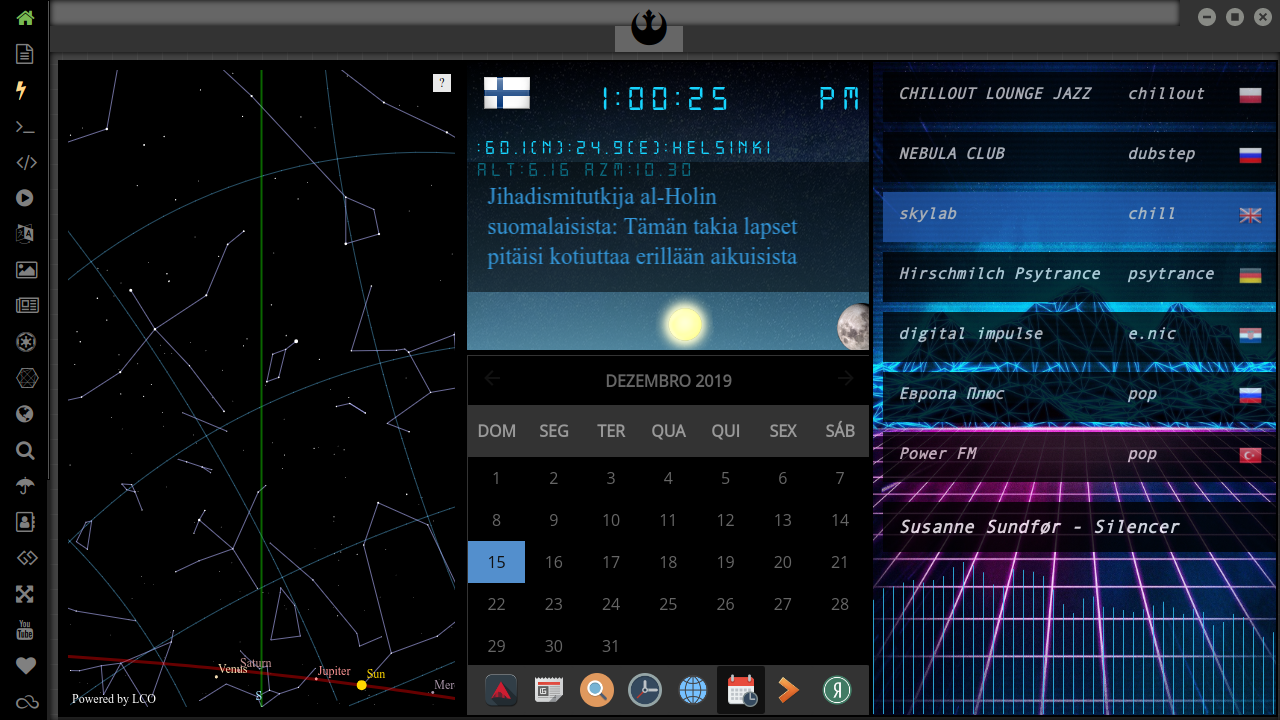 ?
Venus
Saturn
Jupiter
Sun
Mer
S
Powered by LCO
1:00:25 PM
:60.1(N):24.9(E):HELSINKI
ALT:6.16 AZM:10.30
Jihadismitutkija al-Holin
suomalaisista: Tämän takia lapset
pitäisi kotiuttaa erillään aikuisista
DEZEMBRO 2019
DOM SEG TER QUA QUI SEX SÁB
1 2 3 4 5 6 7
8 9 10 11 12 13 14
15 16 17 18 19 20 21
22 23 24 25 26 27 28
29 30 31
CHILLOUT LOUNGE JAZZ chillout
NEBULA CLUB dubstep
skylab chill
Hirschmilch Psytrance psytrance
digital impulse e.nic
Европа Плюс pop
Power FM pop
Susanne Sundfør - Silencer
You
Tube
Я